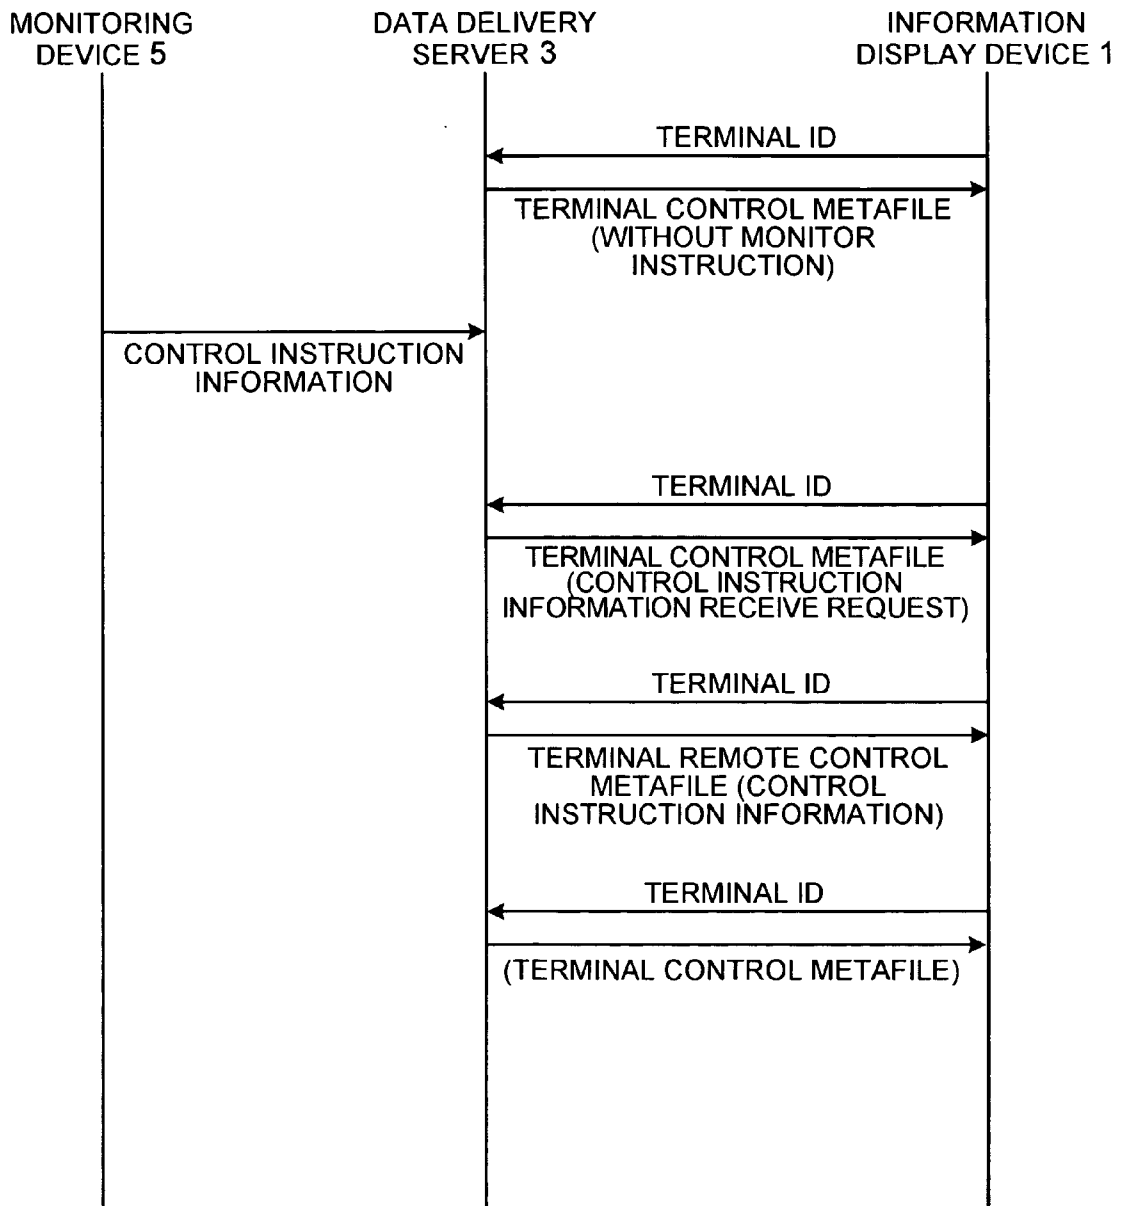 MONITORING
DEVICE 5
DATA DELIVERY
SERVER 3
INFORMATION
DISPLAY DEVICE 1
TERMINAL ID
TERMINAL CONTROL METAFILE
(WITHOUT MONITOR
INSTRUCTION)
CONTROL INSTRUCTION
INFORMATION
TERMINAL ID
TERMINAL CONTROL METAFILE
(CONTROL INSTRUCTION
INFORMATION RECEIVE REQUEST)
TERMINAL ID
TERMINAL REMOTE CONTROL
METAFILE (CONTROL
INSTRUCTION INFORMATION)
TERMINAL ID
(TERMINAL CONTROL METAFILE)